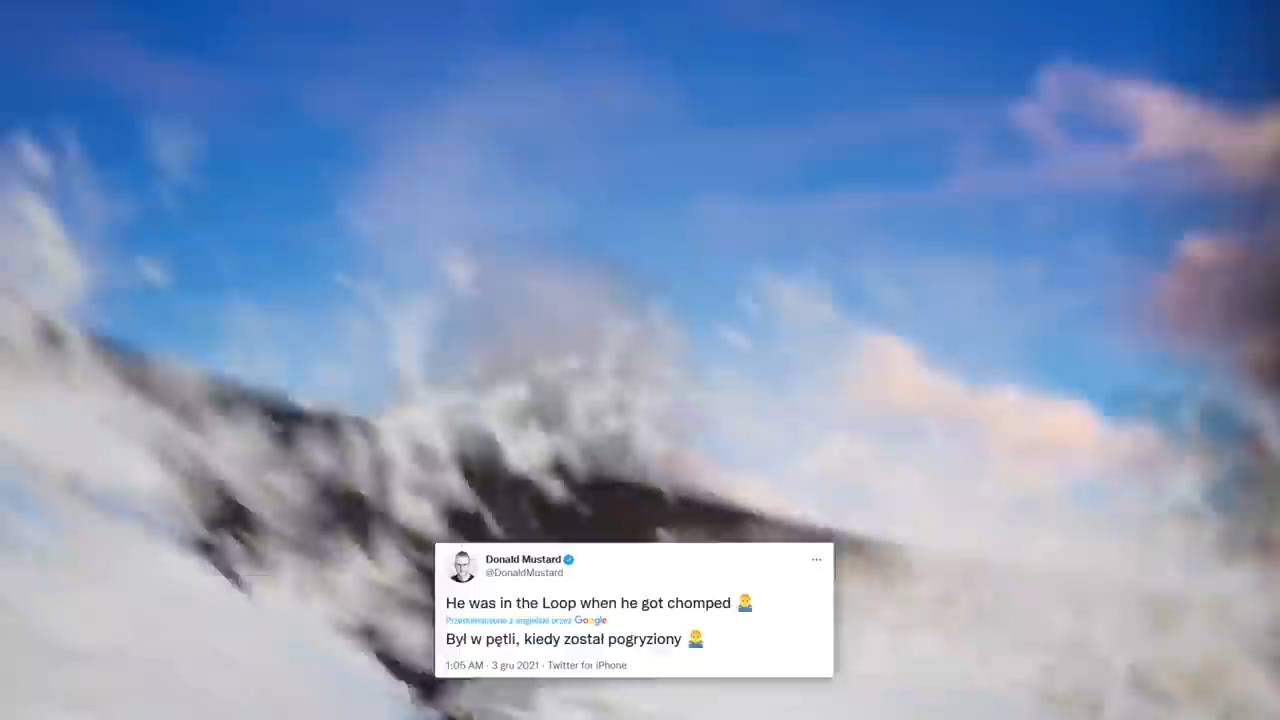 Donald Mustard
@DonaldMustard
He was in the Loop when he got chomped 🤷‍♂️
Przetłumaczone z angielski przez Google
Był w pętli, kiedy został pogryziony 🤷‍♂️
1:05 AM · 3 gru 2021 · Twitter for iPhone